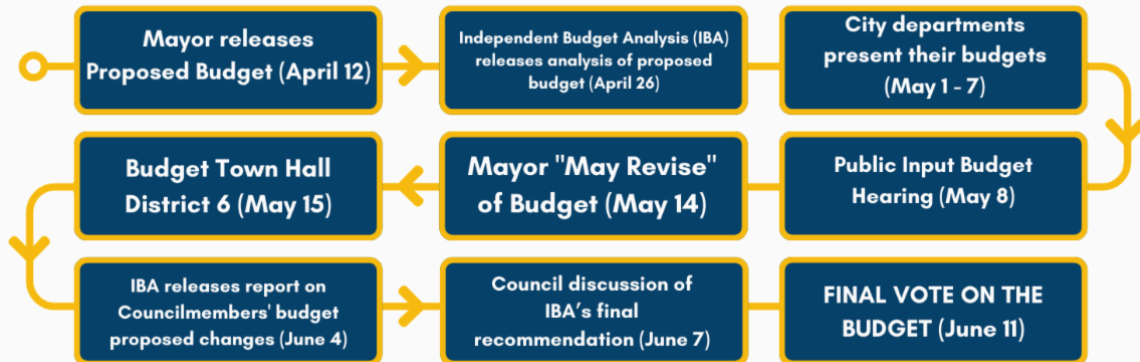 Mayor releases
Proposed Budget (April 12)
Independent Budget Analysis (IBA)
releases analysis of proposed
budget (April 26)
City departments
present their budgets
(May 1 - 7)
Public Input Budget
Hearing (May 8)
Mayor "May Revise"
of Budget (May 14)
Budget Town Hall
District 6 (May 15)
IBA releases report on
Councilmembers' budget
proposed changes (June 4)
Council discussion of
IBA's final
recommendation (June 7)
FINAL VOTE ON THE
BUDGET (June 11)